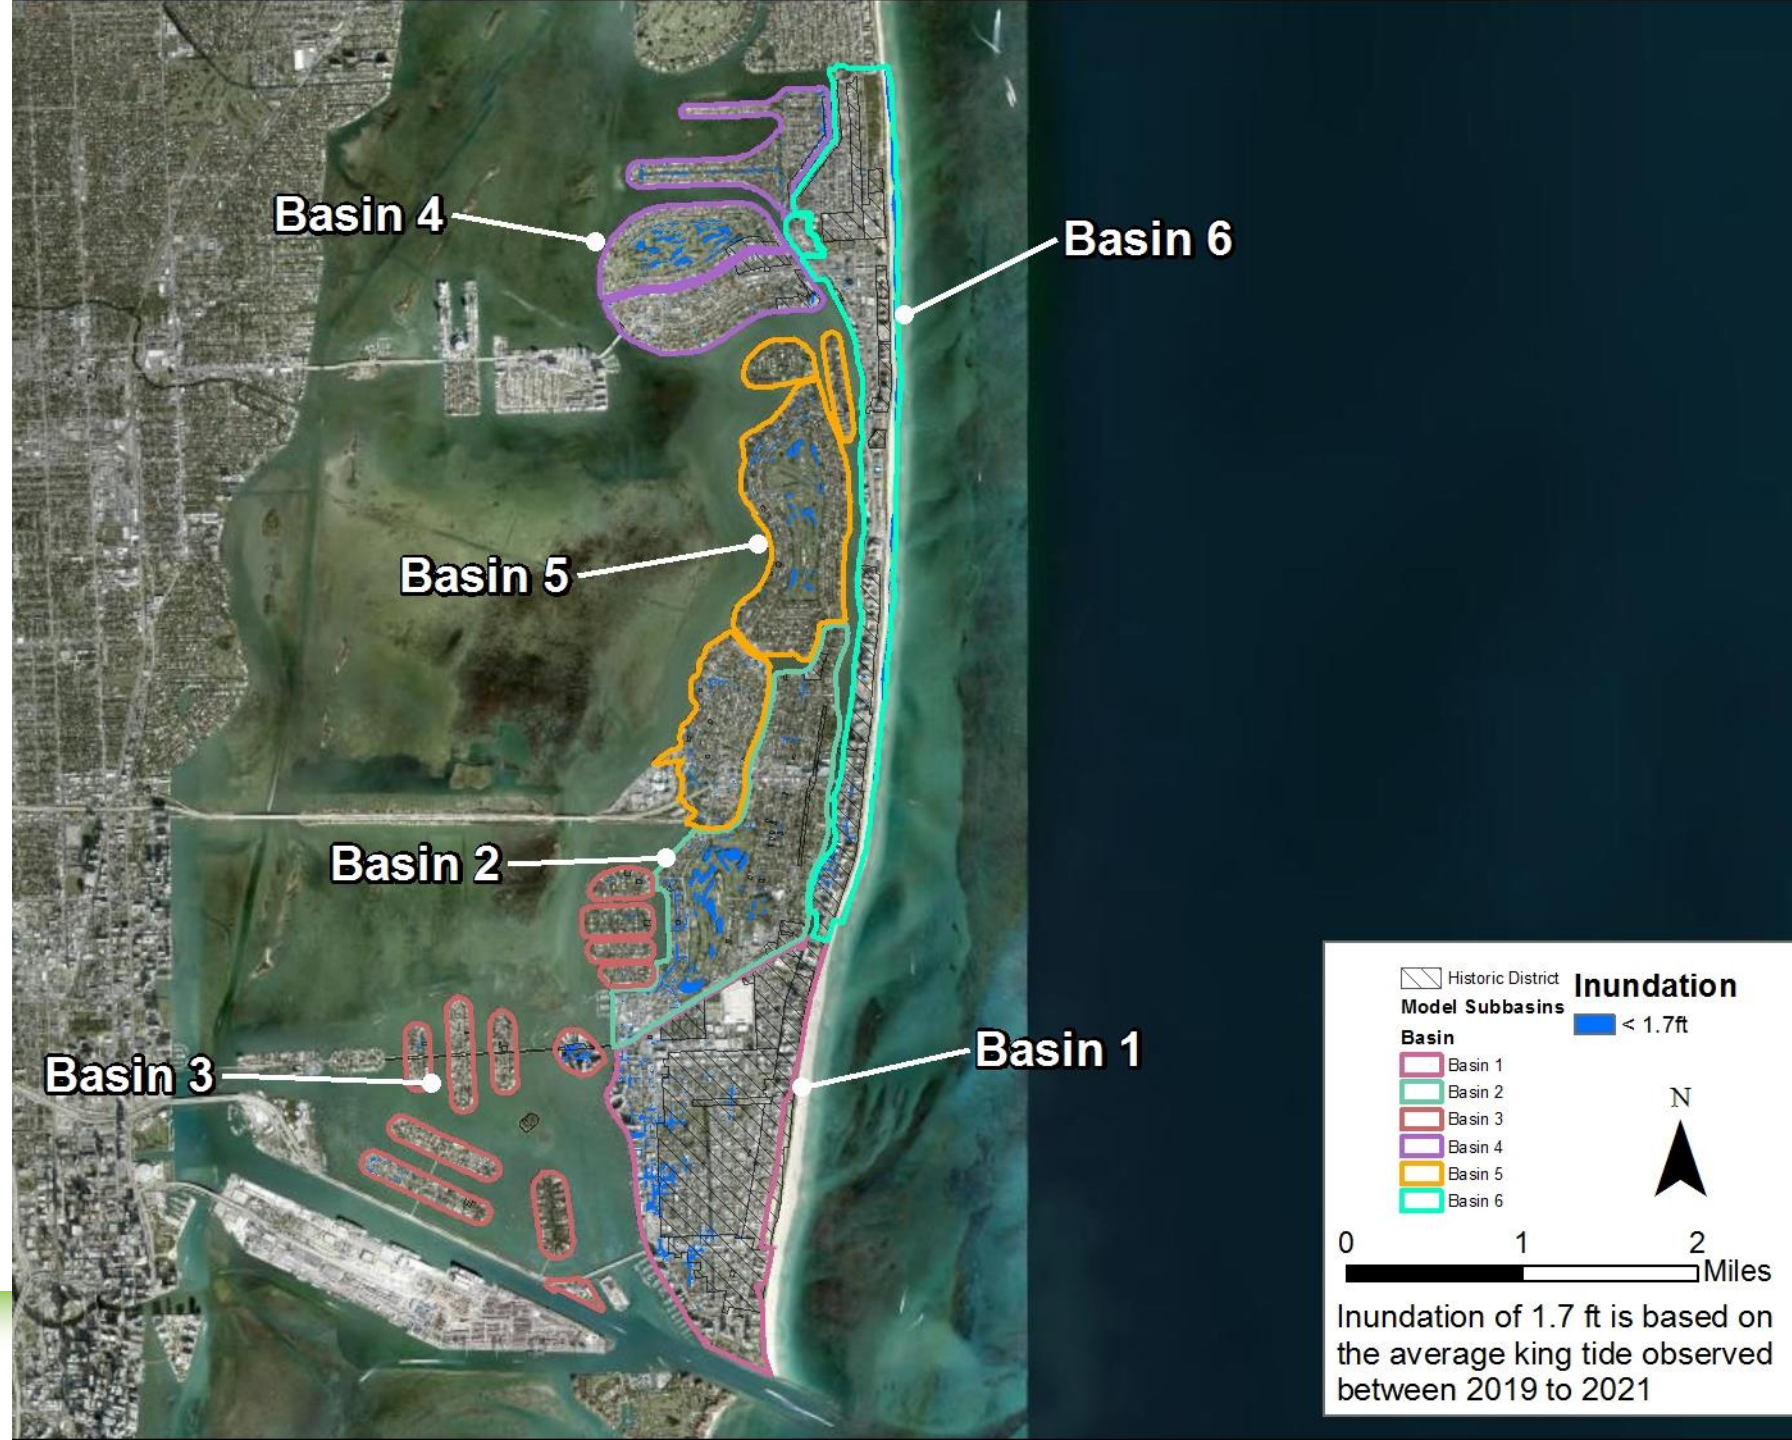 Basin 4
Basin 6
Basin 5
Basin 2
Basin 1
Basin 3
Historic District
Model Subbasins
Basin
Basin 1
Basin 2
Basin 3
Basin 4
Basin 5
Basin 6
Inundation
< 1.7ft
N
0 1 2
Miles
Inundation of 1.7 ft is based on
the average king tide observed
between 2019 to 2021